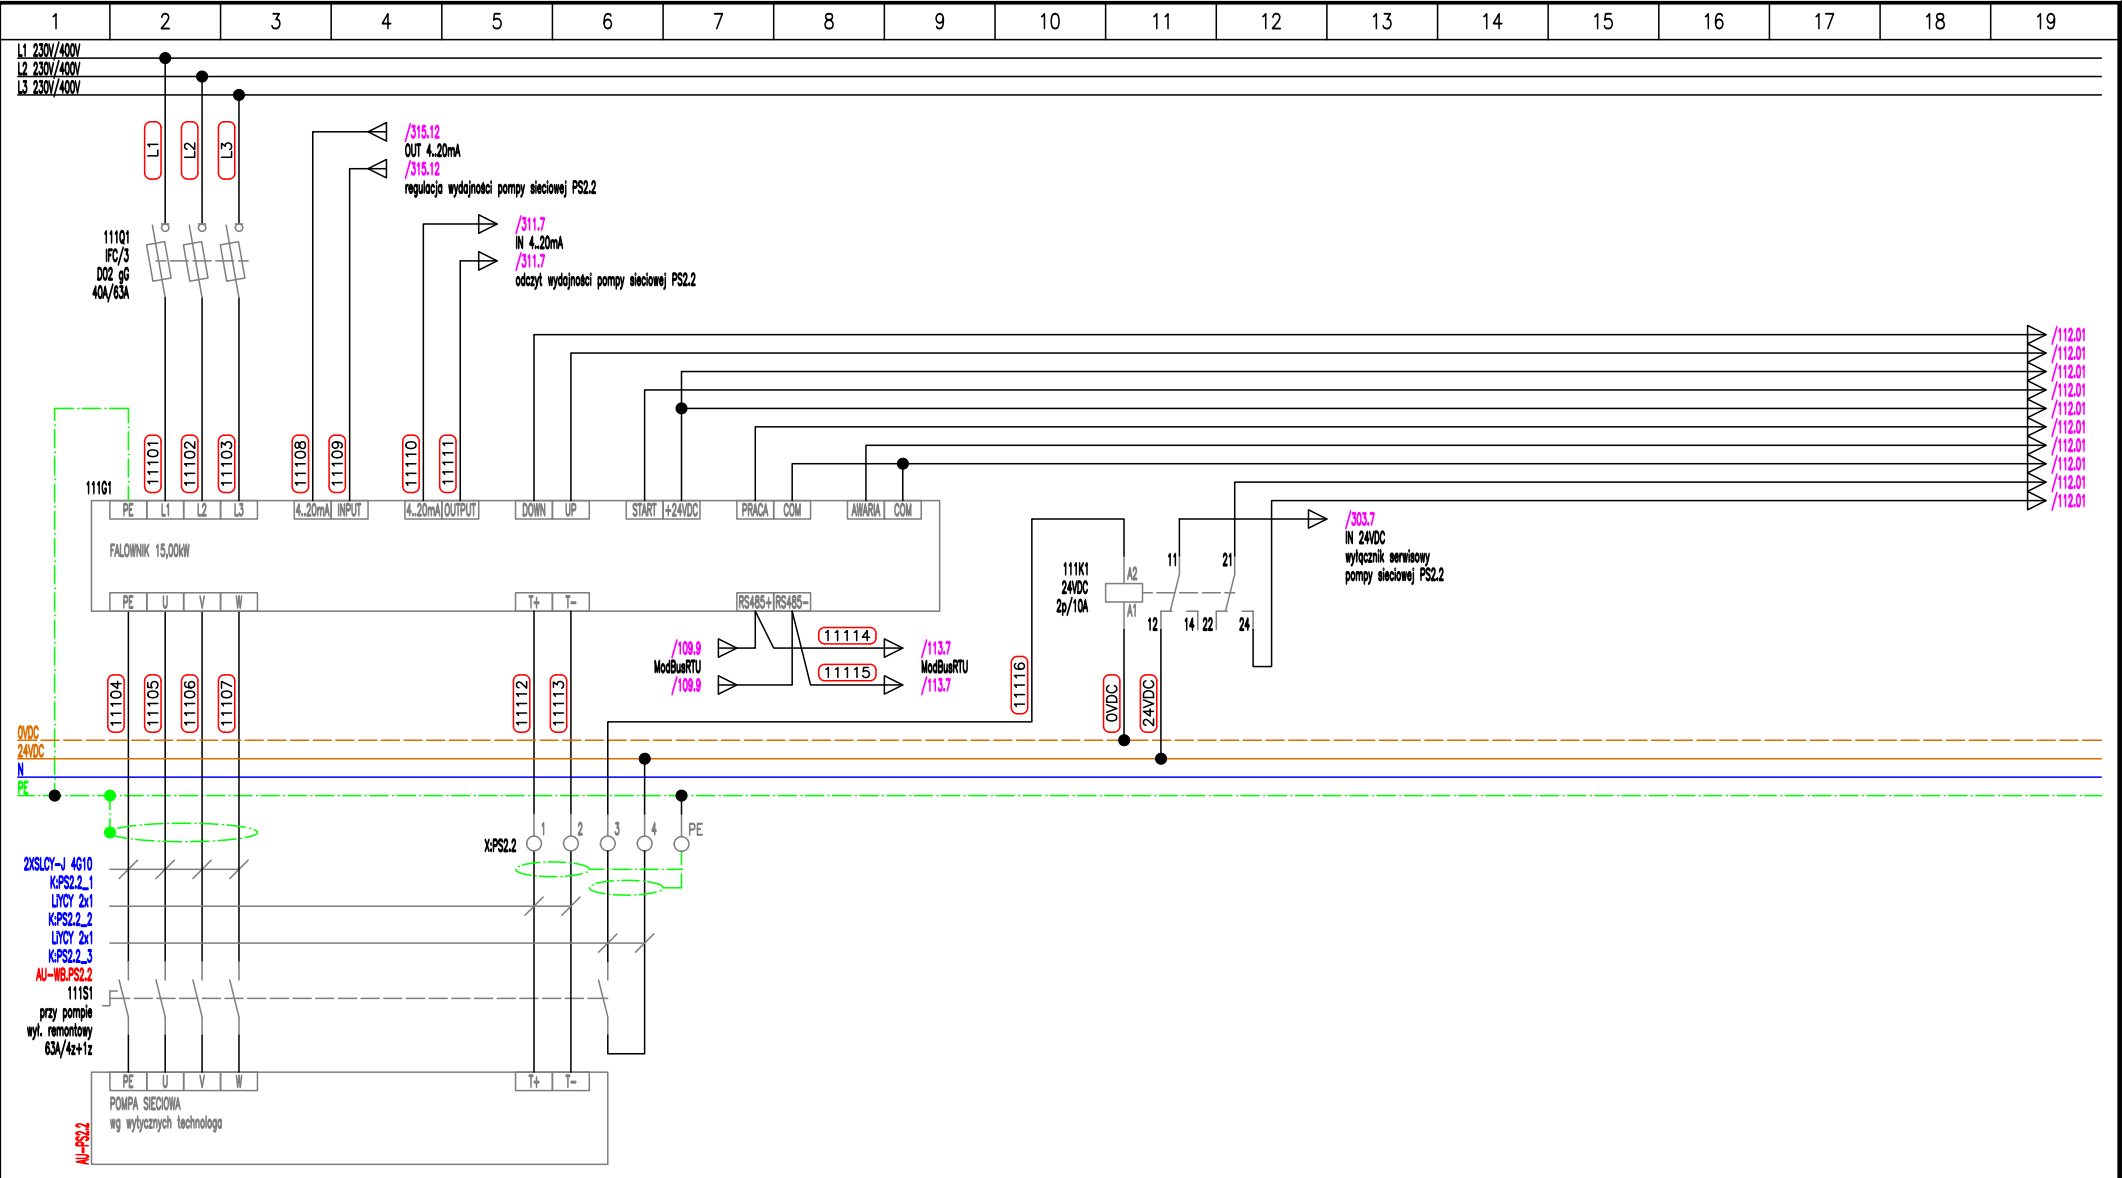 1 2 3 4 5 6 7 8 9 10 11 12 13 14 15 16 17 18 19
L1 230V/400V
L2 230V/400V
L3 230V/400V
L1 L2 L3
/315.12
OUT 4..20mA
/315.12
regulacja wydajności pompy sieciowej PS2.2
/311.7
IN 4..20mA
/311.7
odczyt wydajności pompy sieciowej PS2.2
111Q1
IFC/3
D02 gG
40A/63A
/112.01
/112.01
/112.01
/112.01
/112.01
/112.01
/112.01
/112.01
/112.01
/112.01
11101 11102 11103 11108 11109 11110 11111
111G1
PE L1 L2 L3 4..20mA INPUT 4..20mA OUTPUT DOWN UP START +24VDC PRACA COM AWARIA COM
FALOWNIK 15,00kW
PE U V W T+ T- RS485+ RS485-
/303.7
IN 24VDC
wyłącznik serwisowy
pompy sieciowej PS2.2
111K1
24VDC
2p/10A
A2
A1
11 21
12 14 22 24
/109.9
ModBusRTU
/109.9
11114
11115
/113.7
ModBusRTU
/113.7
11104 11105 11106 11107 11112 11113 11116 0VDC 24VDC
0VDC
24VDC
N
PE
X:PS2.2
1 2 3 4 PE
2XSLCY-J 4G10
K:PS2.2_1
LiYCY 2x1
K:PS2.2_2
LiYCY 2x1
K:PS2.2_3
AU-WB.PS2.2
111S1
przy pompie
wył. remontowy
63A/4z+1z
PE U V W T+ T-
POMPA SIECIOWA
wg wytycznych technologa
AU-PS2.2